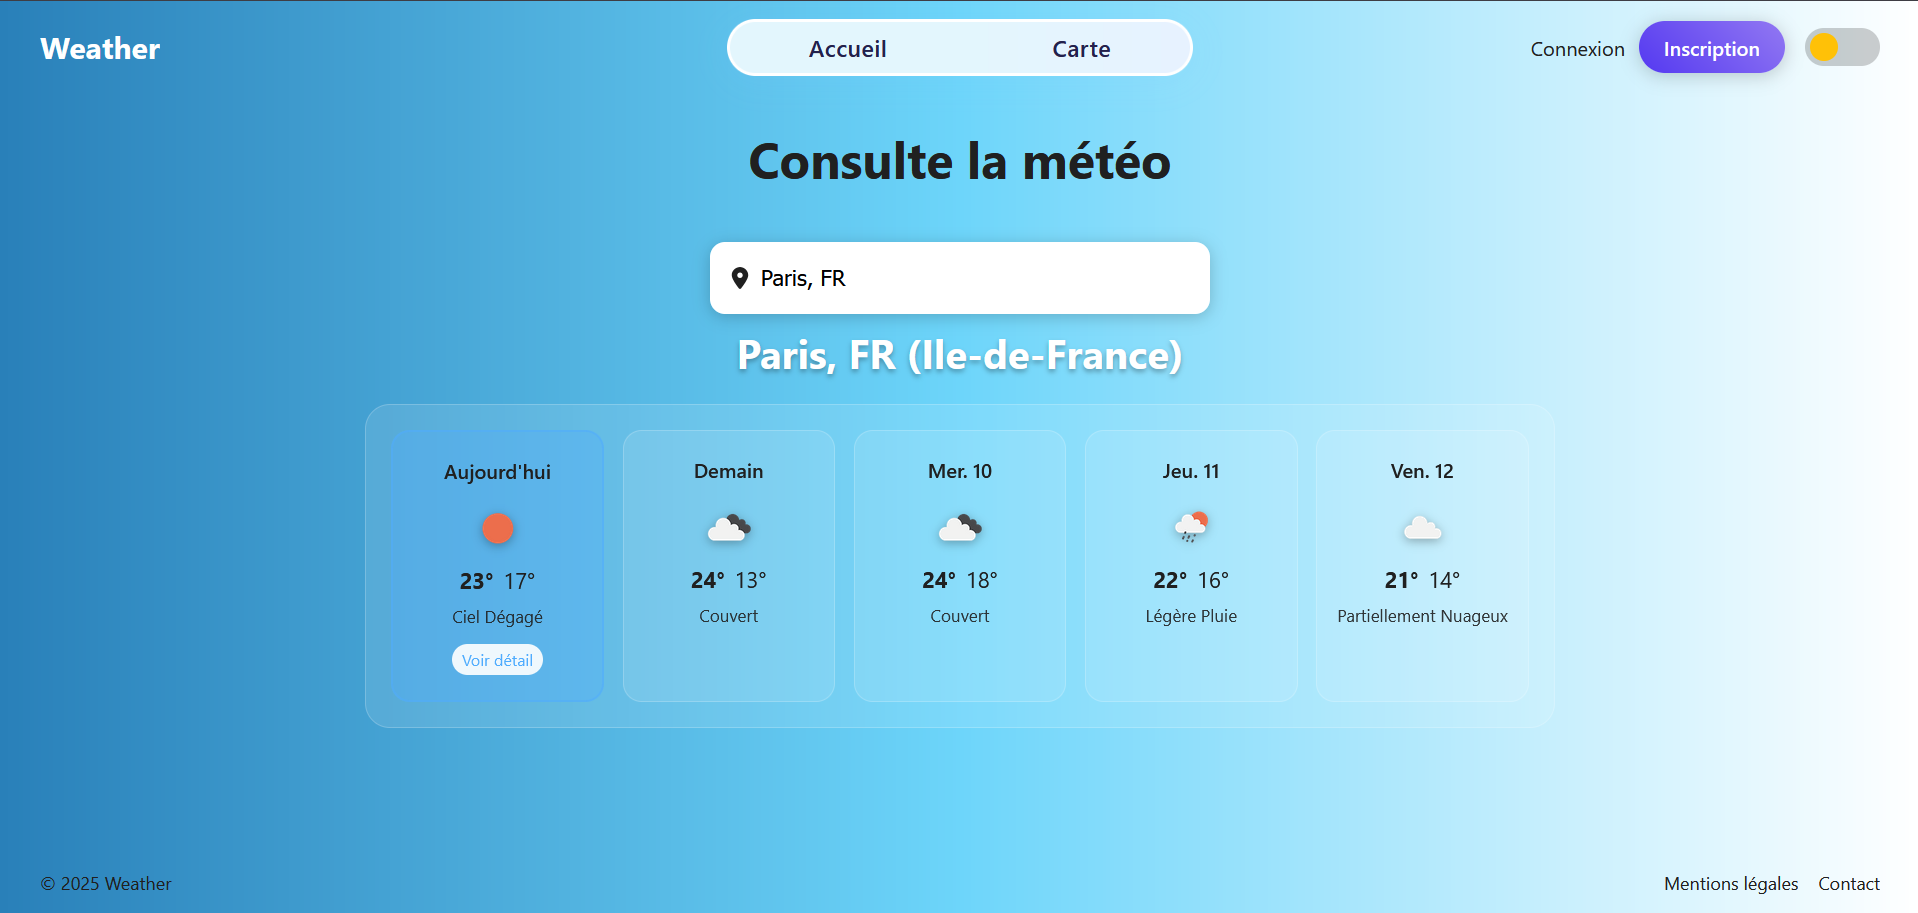 Weather
Accueil Carte
Connexion Inscription
Consulte la météo
Paris, FR
Paris, FR (Ile-de-France)
Aujourd'hui
23° 17°
Ciel Dégagé
Voir détail
Demain
24° 13°
Couvert
Mer. 10
24° 18°
Couvert
Jeu. 11
22° 16°
Légère Pluie
Ven. 12
21° 14°
Partiellement Nuageux
© 2025 Weather
Mentions légales Contact